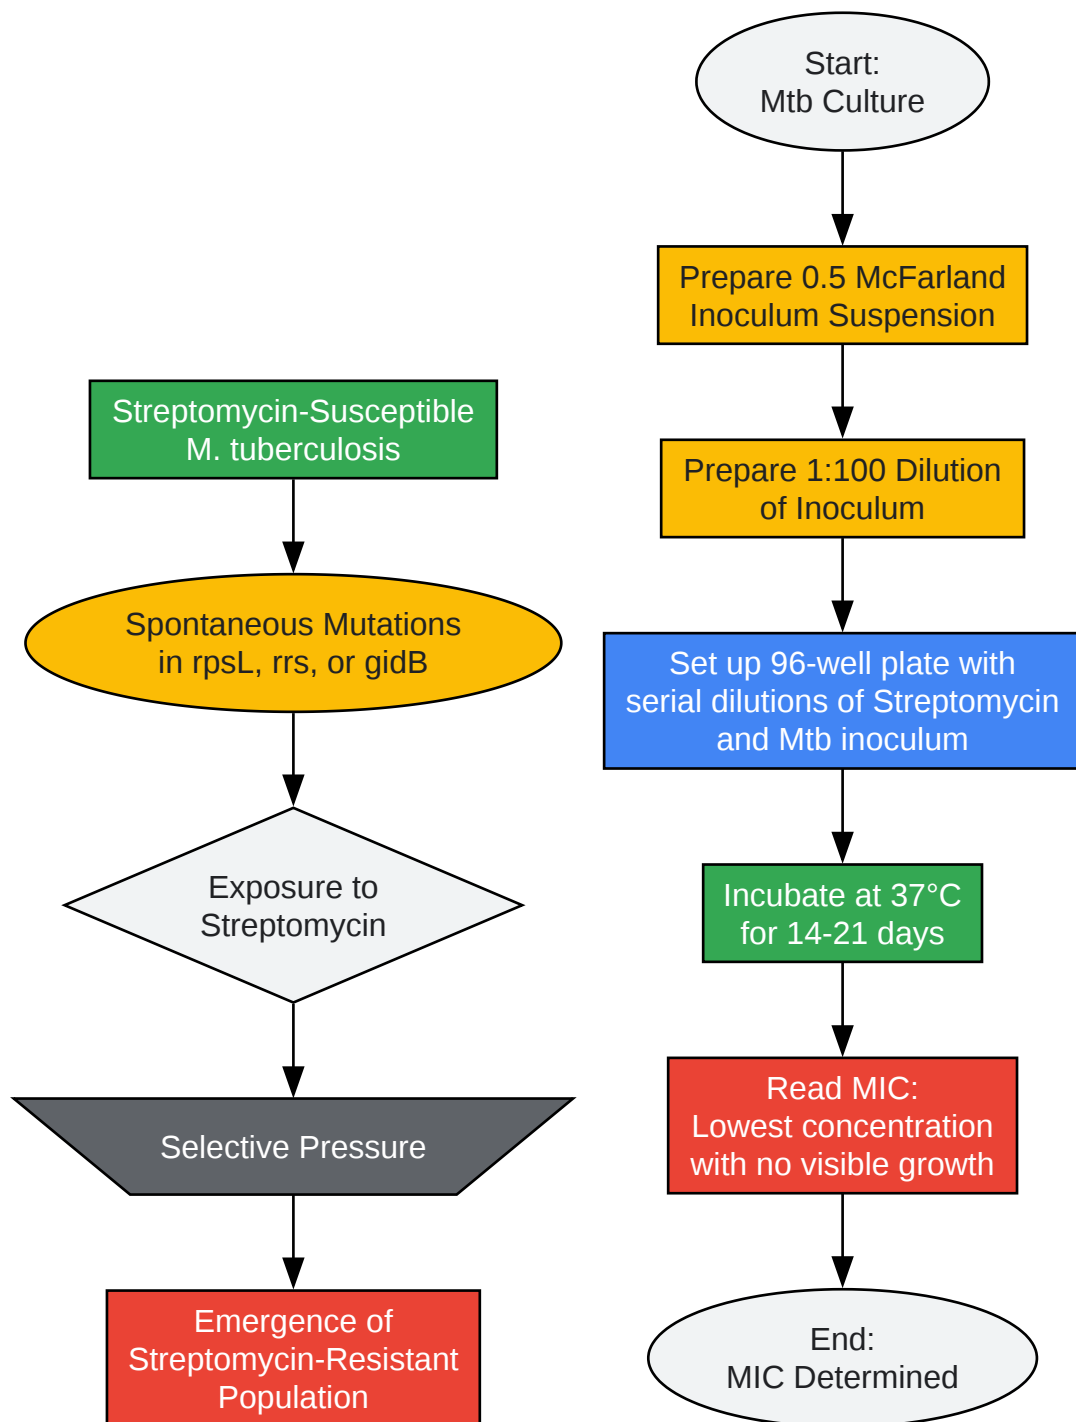 Streptomycin-Susceptible
M. tuberculosis
Spontaneous Mutations
in rpsL, rrs, or gidB
Exposure to
Streptomycin
Selective Pressure
Emergence of
Streptomycin-Resistant
Population
Start:
Mtb Culture
Prepare 0.5 McFarland
Inoculum Suspension
Prepare 1:100 Dilution
of Inoculum
Set up 96-well plate with
serial dilutions of Streptomycin
and Mtb inoculum
Incubate at 37°C
for 14-21 days
Read MIC:
Lowest concentration
with no visible growth
End:
MIC Determined